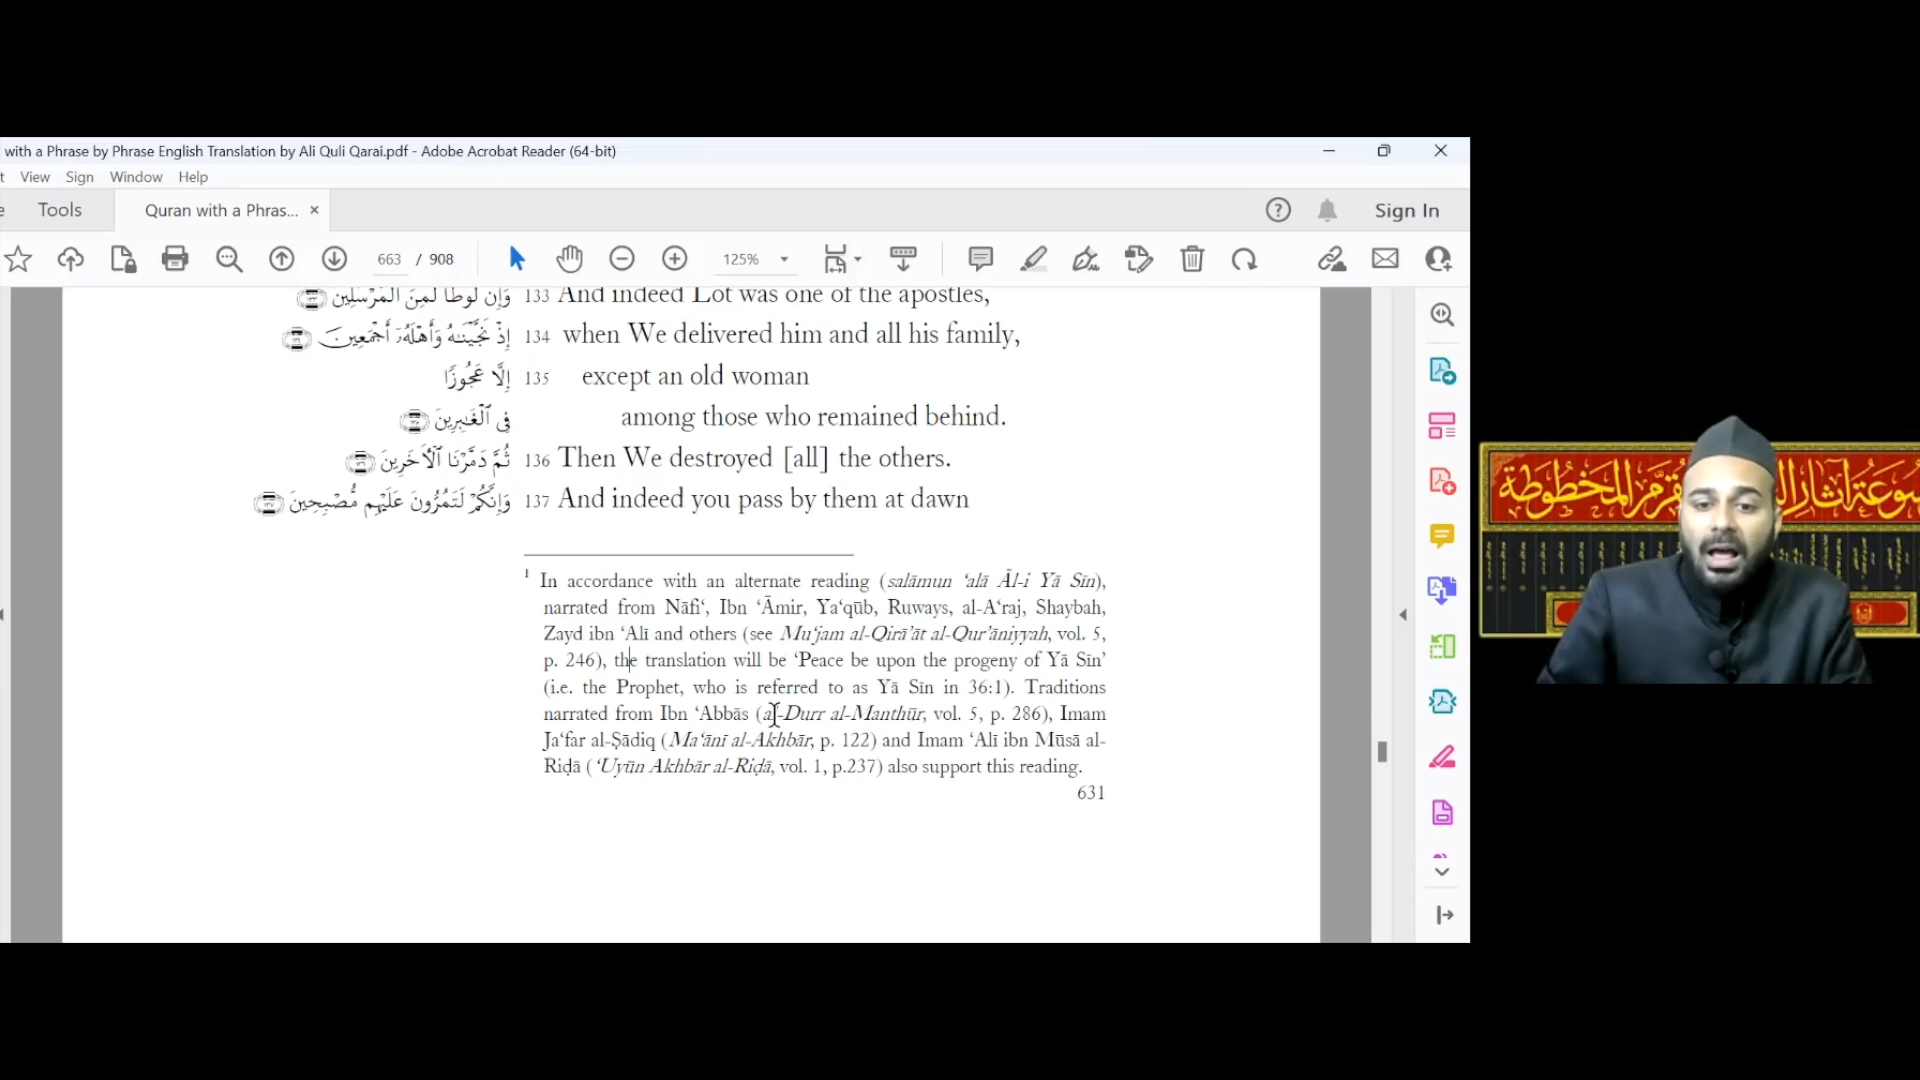 with a Phrase by Phrase English Translation by Ali Quli Qarai.pdf - Adobe Acrobat Reader (64-bit)
t View Sign Window Help
e Tools Quran with a Phras... × Sign In
663 / 908 125%
وَإِنَّ لُوطًا لَّمِنَ ٱلْمُرْسَلِينَ 133 And indeed Lot was one of the apostles,
إِذْ نَجَّيْنَـٰهُ وَأَهْلَهُۥٓ أَجْمَعِينَ 134 when We delivered him and all his family,
إِلَّا عَجُوزًا 135 except an old woman
فِى ٱلْغَـٰبِرِينَ among those who remained behind.
ثُمَّ دَمَّرْنَا ٱلْأَخَرِينَ 136 Then We destroyed [all] the others.
وَإِنَّكُمْ لَتَمُرُّونَ عَلَيْهِم مُّصْبِحِينَ 137 And indeed you pass by them at dawn
1 In accordance with an alternate reading (salāmun ‘alā Āl-i Yā Sīn),
narrated from Nāfi‘, Ibn ‘Āmir, Ya‘qūb, Ruways, al-A‘raj, Shaybah,
Zayd ibn ‘Alī and others (see Mu‘jam al-Qirā’āt al-Qur’āniyyah, vol. 5,
p. 246), the translation will be ‘Peace be upon the progeny of Yā Sīn’
(i.e. the Prophet, who is referred to as Yā Sīn in 36:1). Traditions
narrated from Ibn ‘Abbās (al-Durr al-Manthūr, vol. 5, p. 286), Imam
Ja‘far al-Ṣādiq (Ma‘ānī al-Akhbār, p. 122) and Imam ‘Alī ibn Mūsā al-
Riḍā (‘Uyūn Akhbār al-Riḍā, vol. 1, p.237) also support this reading.
631
المخطوطة